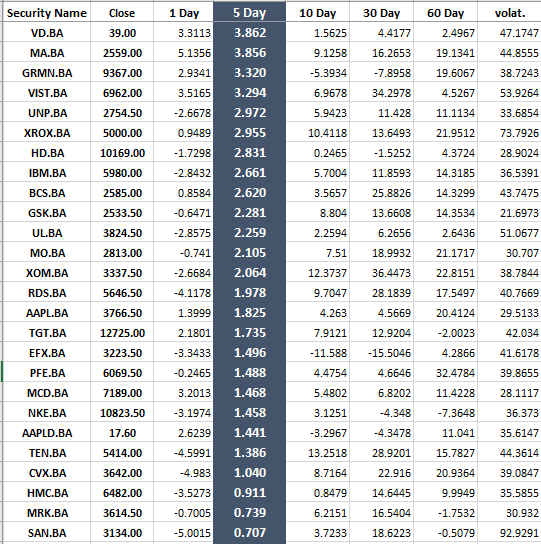 Security Name Close 1 Day 5 Day 10 Day 30 Day 60 Day volat.
VD.BA 39.00 3.3113 3.862 1.5625 4.4177 2.4967 47.1747
MA.BA 2559.00 5.1356 3.856 9.1258 16.2653 19.1341 44.8555
GRMN.BA 9367.00 2.9341 3.320 -5.3934 -7.8958 19.6067 38.7243
VIST.BA 6962.00 3.5165 3.294 6.9678 34.2978 4.5267 53.9264
UNP.BA 2754.50 -2.6678 2.972 5.9423 11.428 11.1134 33.6854
XROX.BA 5000.00 0.9489 2.955 10.4118 13.6493 21.9512 73.7926
HD.BA 10169.00 -1.7298 2.831 0.2465 -1.5252 4.3724 28.9024
IBM.BA 5980.00 -2.8432 2.661 5.7004 11.8593 14.3185 36.5391
BCS.BA 2585.00 0.8584 2.620 3.5657 25.8826 14.3299 43.7475
GSK.BA 2533.50 -0.6471 2.281 8.804 13.6608 14.3534 21.6973
UL.BA 3824.50 -2.8575 2.259 2.2594 6.2656 2.6436 51.0677
MO.BA 2813.00 -0.741 2.105 7.51 18.9932 21.1717 30.707
XOM.BA 3337.50 -2.6684 2.064 12.3737 36.4473 22.8151 38.7844
RDS.BA 5646.50 -4.1178 1.978 9.7047 28.1839 17.5497 40.7669
AAPL.BA 3766.50 1.3999 1.825 4.263 4.5669 20.4124 29.5133
TGT.BA 12725.00 2.1801 1.735 7.9121 12.9204 -2.0023 42.034
EFX.BA 3223.50 -3.3433 1.496 -11.588 -15.5046 4.2866 41.6178
PFE.BA 6069.50 -0.2465 1.488 4.4754 4.6646 32.4784 39.8655
MCD.BA 7189.00 3.2013 1.468 5.4802 6.8202 11.4228 28.1117
NKE.BA 10823.50 -3.1974 1.458 3.1251 -4.348 -7.3648 36.373
AAPLD.BA 17.60 2.6239 1.441 -3.2967 -4.3478 11.041 35.6147
TEN.BA 5414.00 -4.5991 1.386 13.2518 28.9201 15.7827 44.3614
CVX.BA 3642.00 -4.983 1.040 8.7164 22.916 20.9364 39.0847
HMC.BA 6482.00 -3.5273 0.911 0.8479 14.6445 9.9949 35.5855
MRK.BA 3614.50 -0.7005 0.739 6.2151 16.5404 -1.7532 30.932
SAN.BA 3134.00 -5.0015 0.707 3.7233 18.6223 -0.5079 92.9291